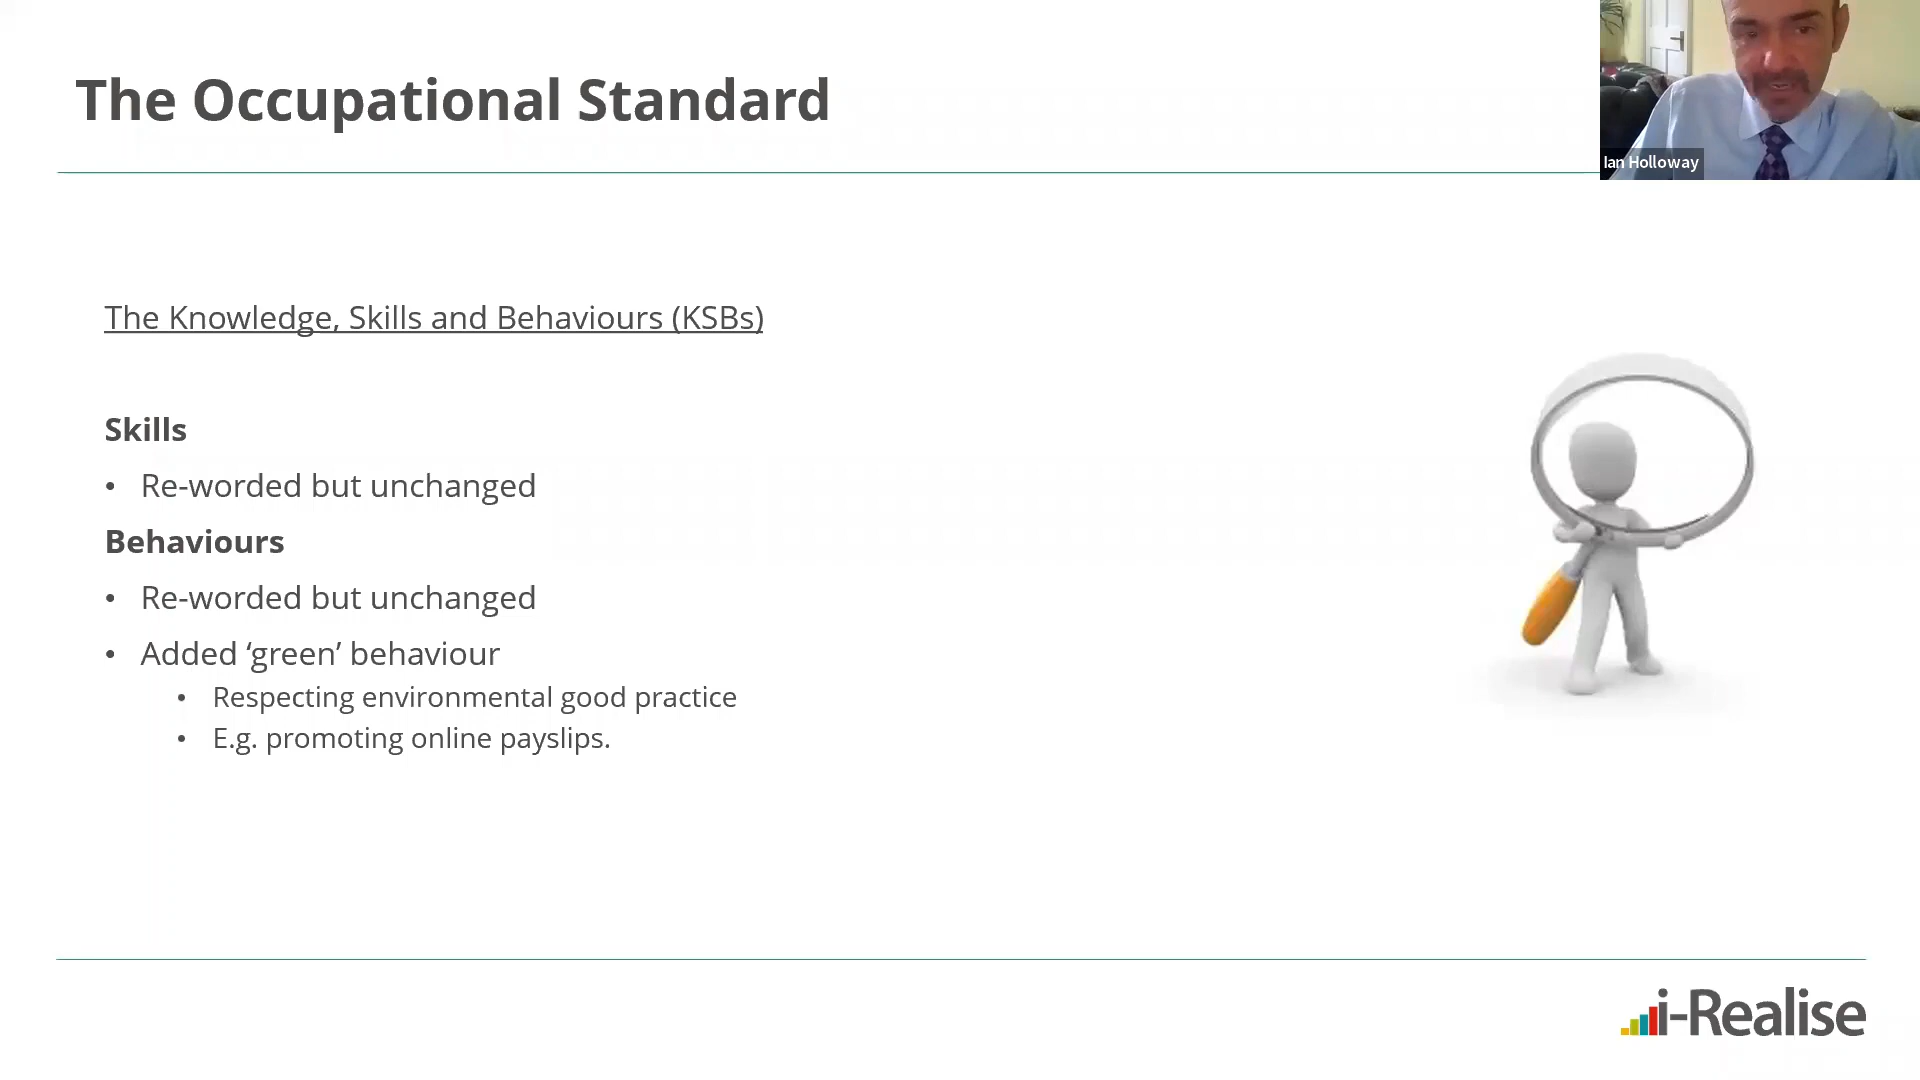 The Occupational Standard
Ian Holloway
The Knowledge, Skills and Behaviours (KSBs)
Skills
• Re-worded but unchanged
Behaviours
• Re-worded but unchanged
• Added ‘green’ behaviour
• Respecting environmental good practice
• E.g. promoting online payslips.
i-Realise